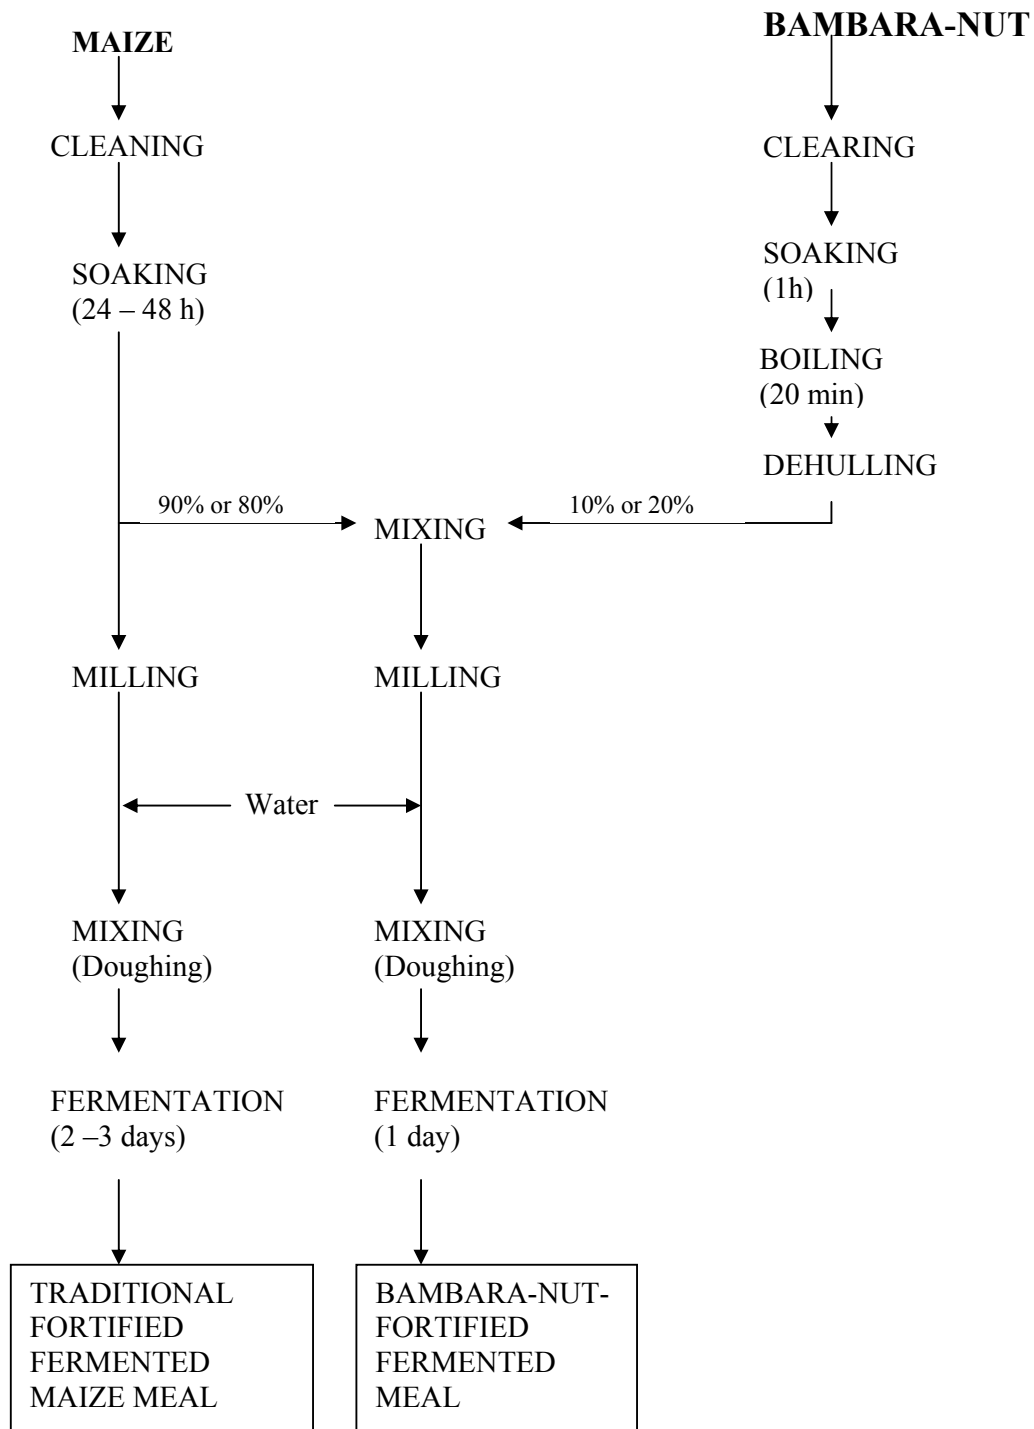 MAIZE
BAMBARA-NUT
CLEANING
CLEARING
SOAKING
(24 – 48 h)
SOAKING
(1h)
BOILING
(20 min)
DEHULLING
90% or 80%
MIXING
10% or 20%
MILLING
MILLING
Water
MIXING
(Doughing)
MIXING
(Doughing)
FERMENTATION
(2 –3 days)
FERMENTATION
(1 day)
TRADITIONAL
FORTIFIED
FERMENTED
MAIZE MEAL
BAMBARA-NUT-
FORTIFIED
FERMENTED
MEAL